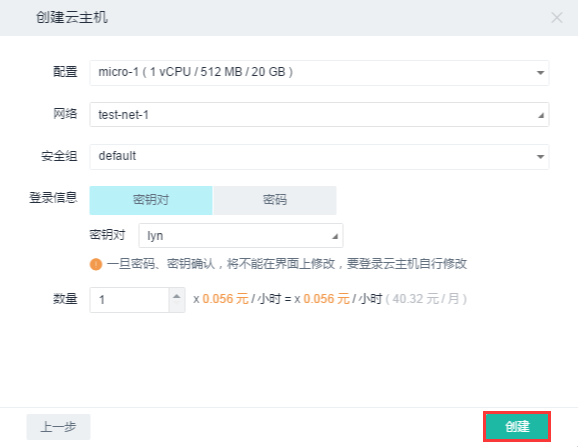 创建云主机
配置 micro-1 ( 1 vCPU / 512 MB / 20 GB )
网络 test-net-1
安全组 default
登录信息 密钥对 密码
密钥对 lyn
一旦密码、密钥确认，将不能在界面上修改，要登录云主机自行修改
数量 1 x 0.056 元 / 小时 = x 0.056 元 / 小时 ( 40.32 元 / 月 )
上一步 创建